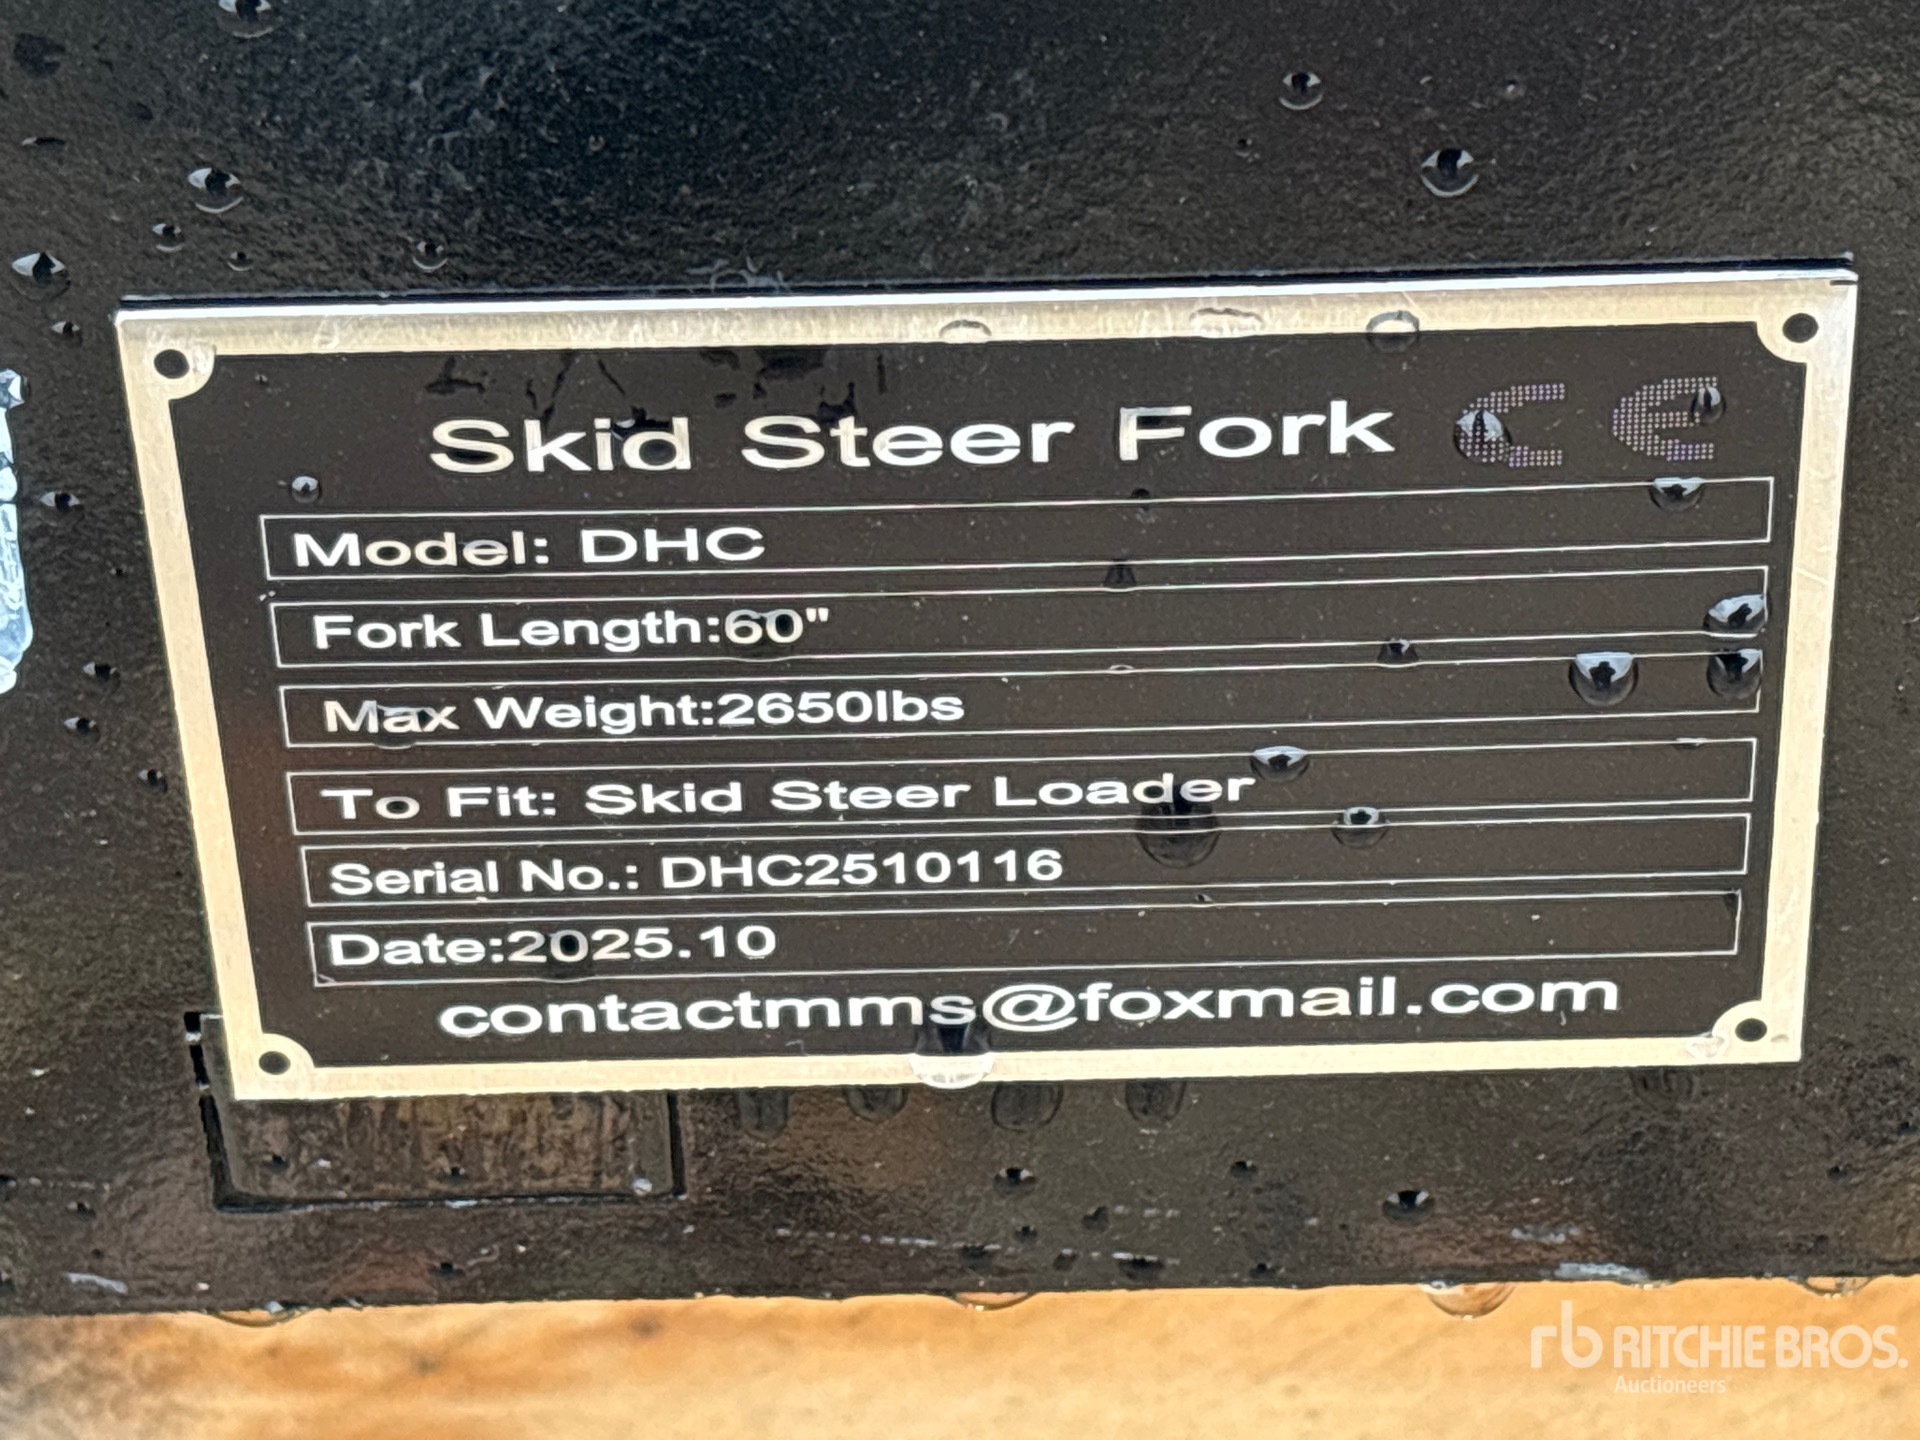 Skid Steer Fork CE
Model: DHC
Fork Length:60"
Max Weight:2650lbs
To Fit: Skid Steer Loader
Serial No.: DHC2510116
Date:2025.10
contactmms@foxmail.com
rb RITCHIE BROS.
Auctioneers